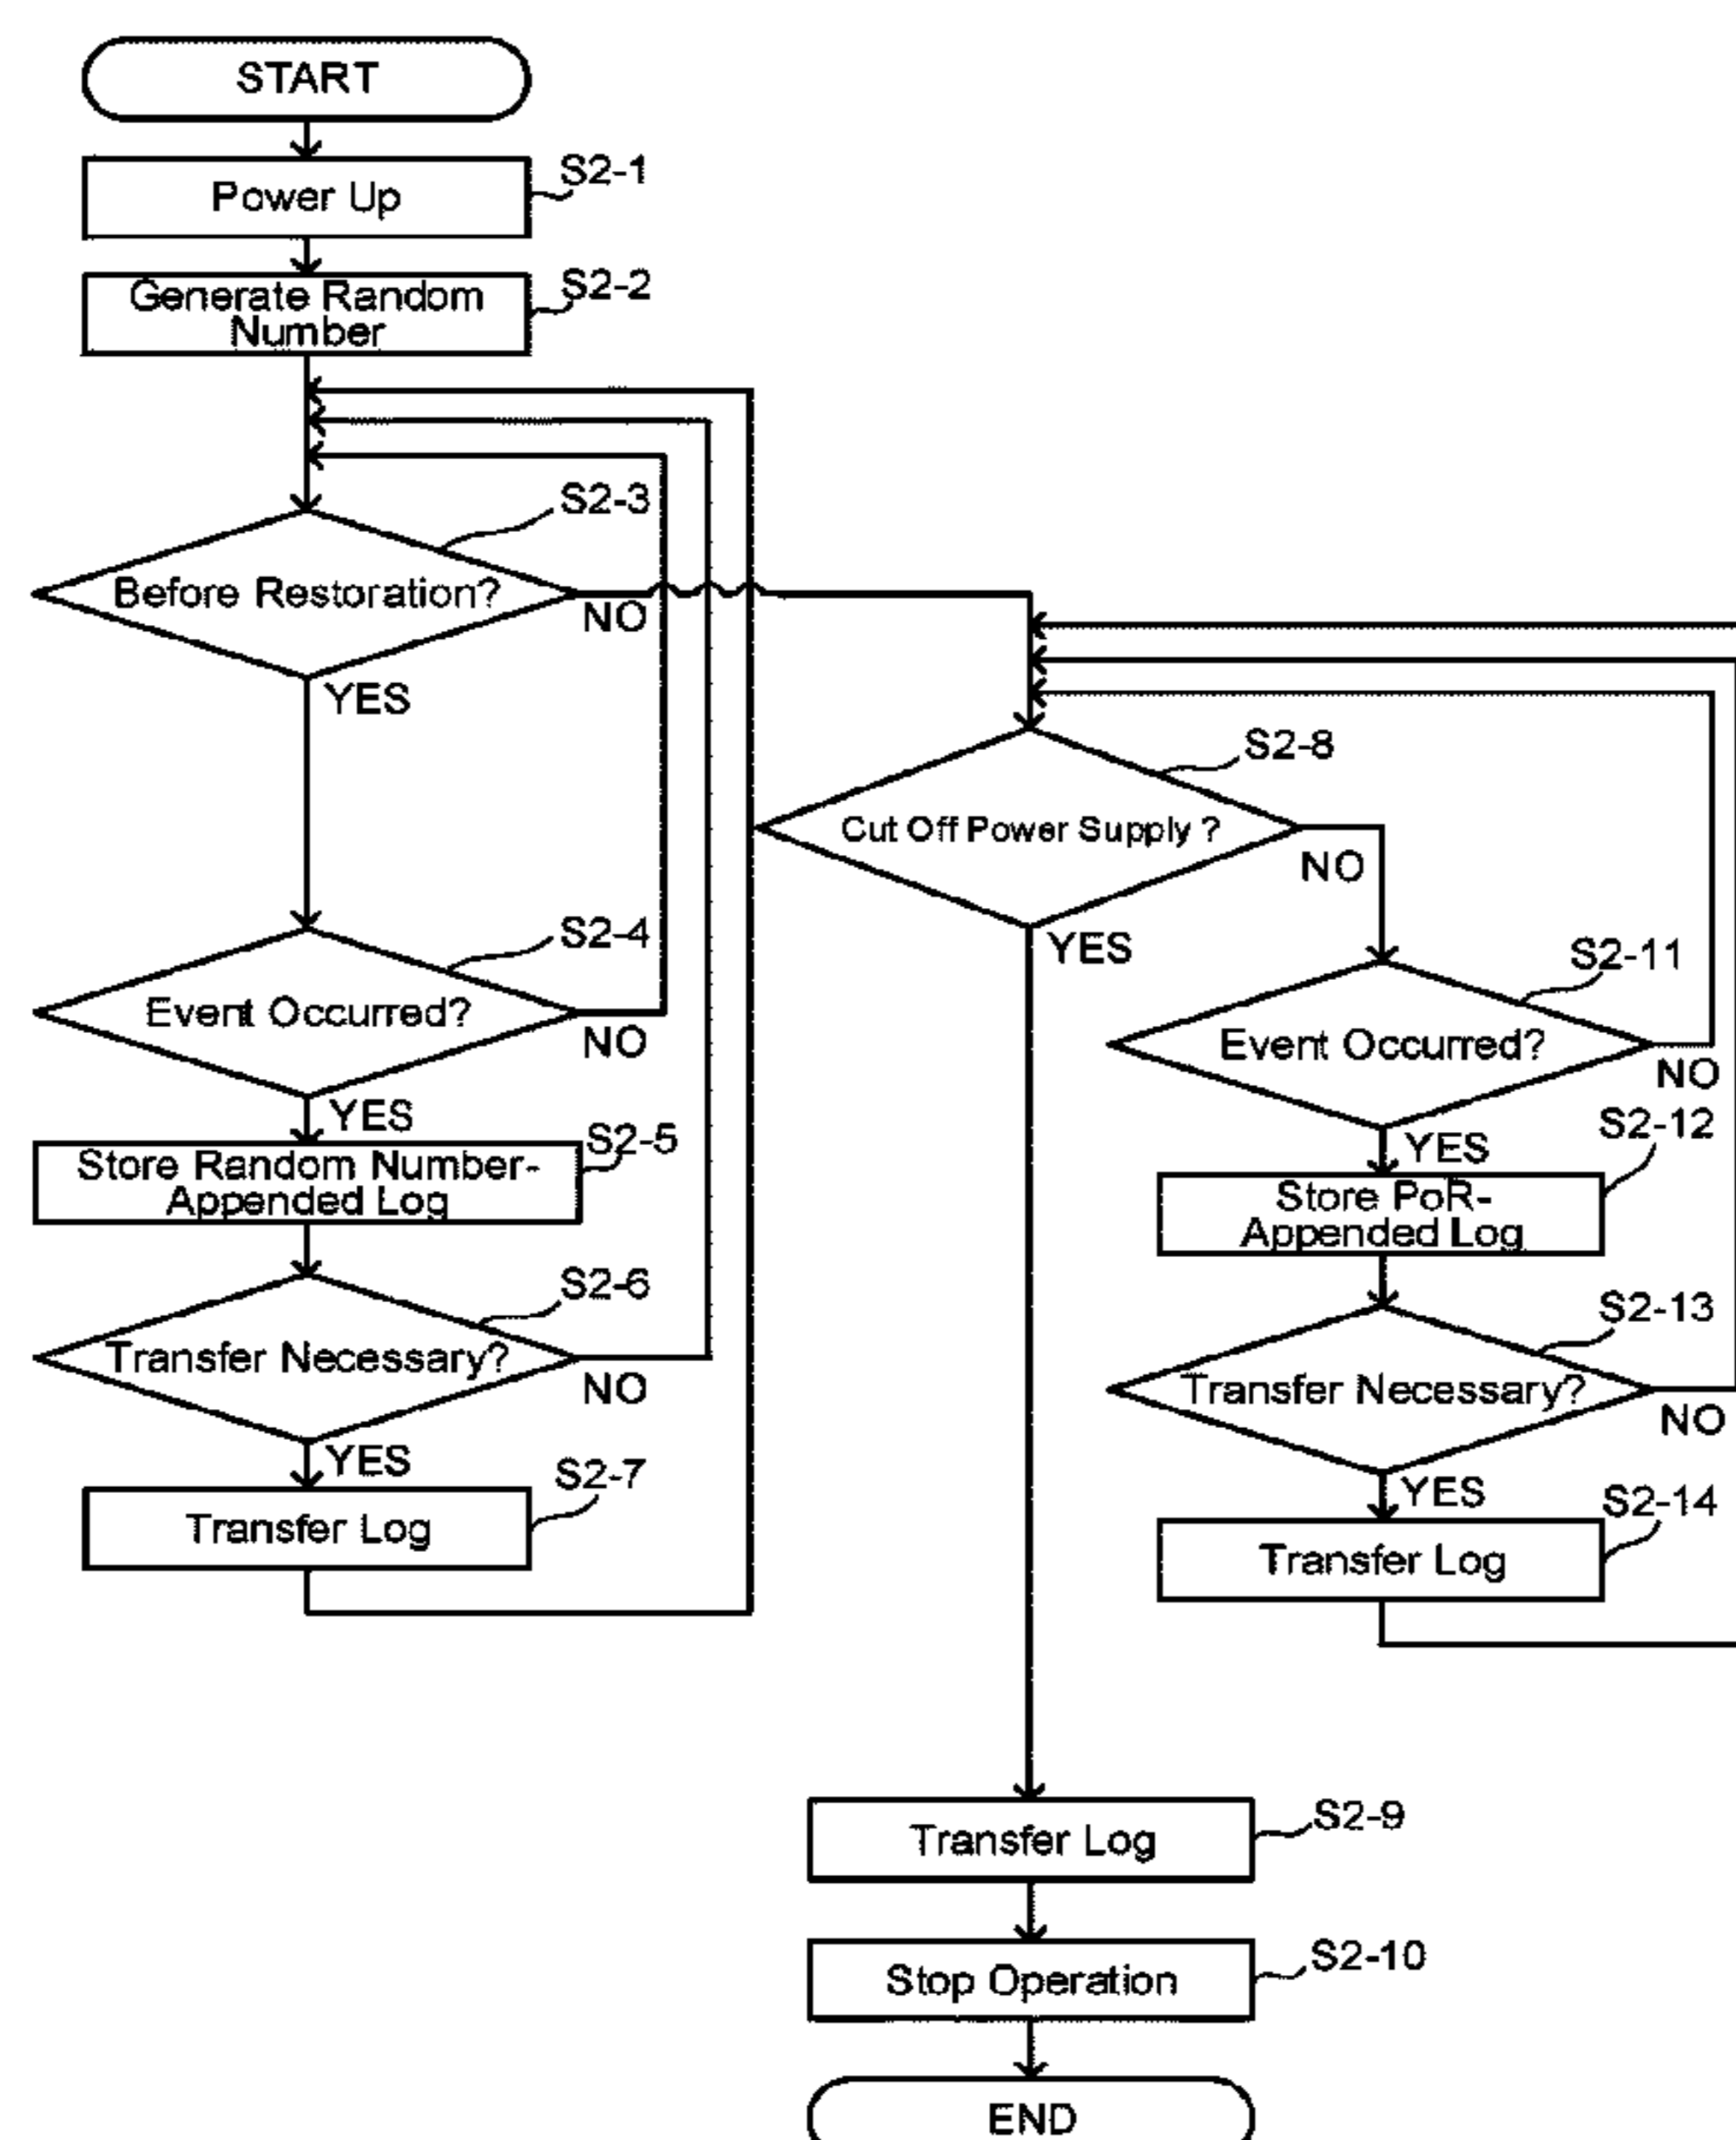 START
Power Up
S2-1
Generate Random
Number
S2-2
Before Restoration?
S2-3
NO
YES
Event Occurred?
S2-4
NO
YES
Store Random Number-
Appended Log
S2-5
Transfer Necessary?
S2-6
NO
YES
Transfer Log
S2-7
Cut Off Power Supply ?
S2-8
NO
YES
Event Occurred?
S2-11
NO
YES
Store PoR-
Appended Log
S2-12
Transfer Necessary?
S2-13
NO
YES
Transfer Log
S2-14
Transfer Log
S2-9
Stop Operation
S2-10
END